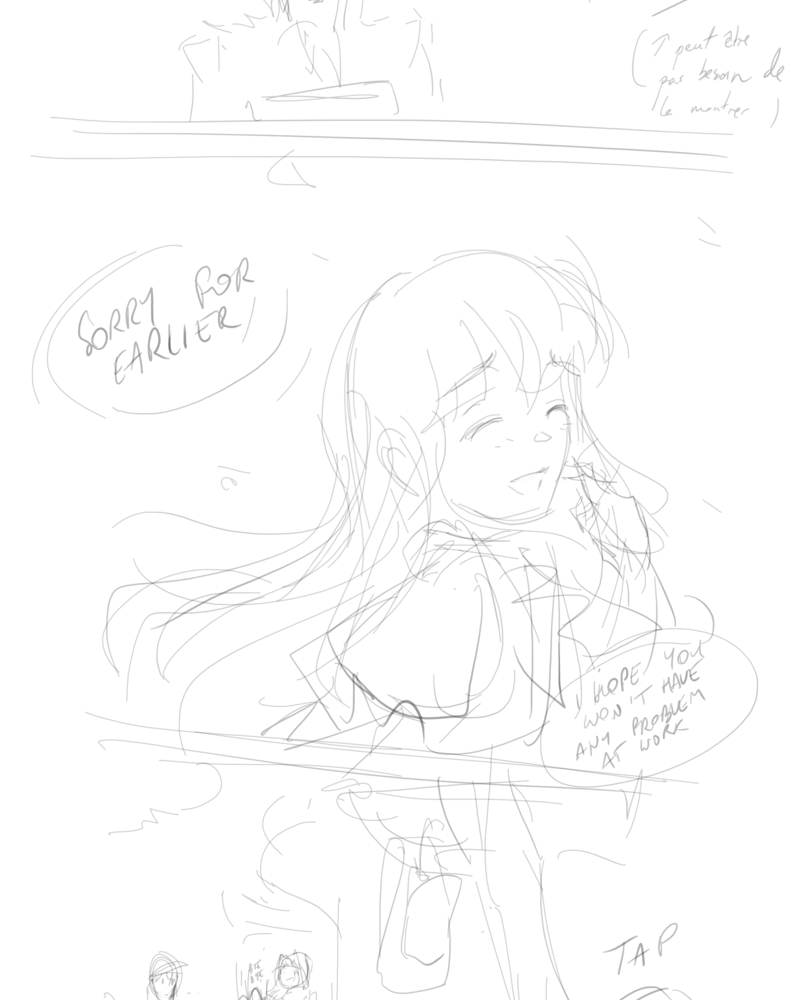 (↑ peut être
pas besoin de
le montrer)
SORRY FOR
EARLIER
I HOPE YOU
WON'T HAVE
ANY PROBLEM
AT WORK
TAP